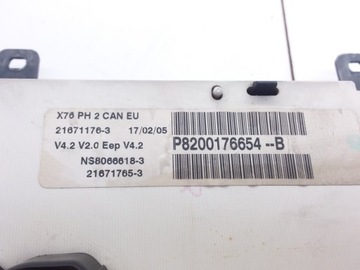 X76 PH 2 CAN EU
21671176-3 17/02/05
V4.2 V2.0 Eep V4.2 P8200176654--B
NS8066618-3
21671765-3